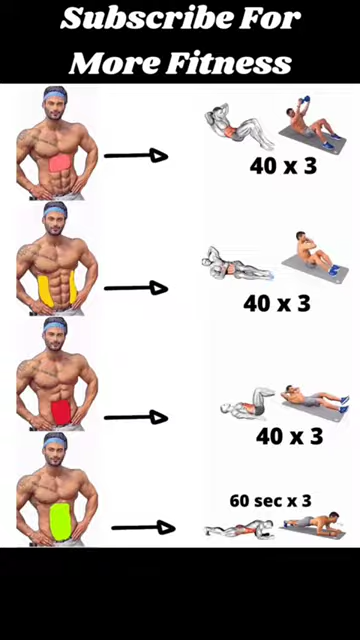 Subscribe For
More Fitness
40 x 3
40 x 3
40 x 3
60 sec x 3